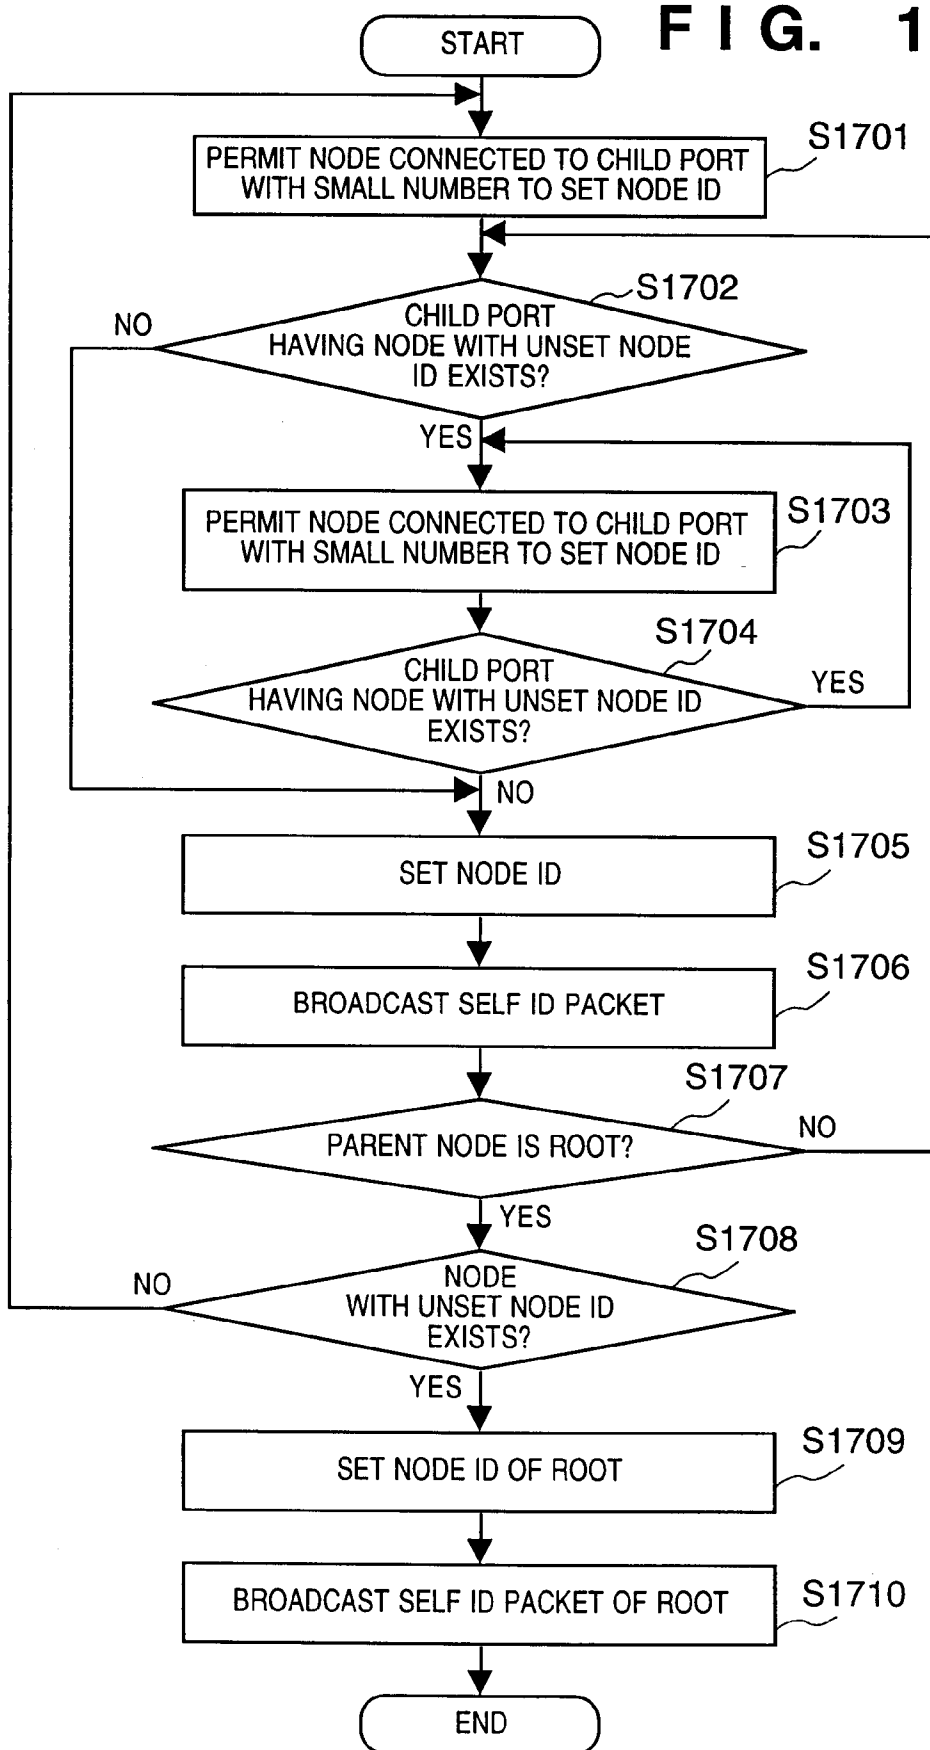 FIG. 1
START
S1701
PERMIT NODE CONNECTED TO CHILD PORT
WITH SMALL NUMBER TO SET NODE ID
S1702
CHILD PORT
HAVING NODE WITH UNSET NODE
ID EXISTS?
NO
YES
S1703
PERMIT NODE CONNECTED TO CHILD PORT
WITH SMALL NUMBER TO SET NODE ID
S1704
CHILD PORT
HAVING NODE WITH UNSET NODE ID
EXISTS?
YES
NO
S1705
SET NODE ID
S1706
BROADCAST SELF ID PACKET
S1707
PARENT NODE IS ROOT?
NO
YES
S1708
NODE
WITH UNSET NODE ID
EXISTS?
NO
YES
S1709
SET NODE ID OF ROOT
S1710
BROADCAST SELF ID PACKET OF ROOT
END